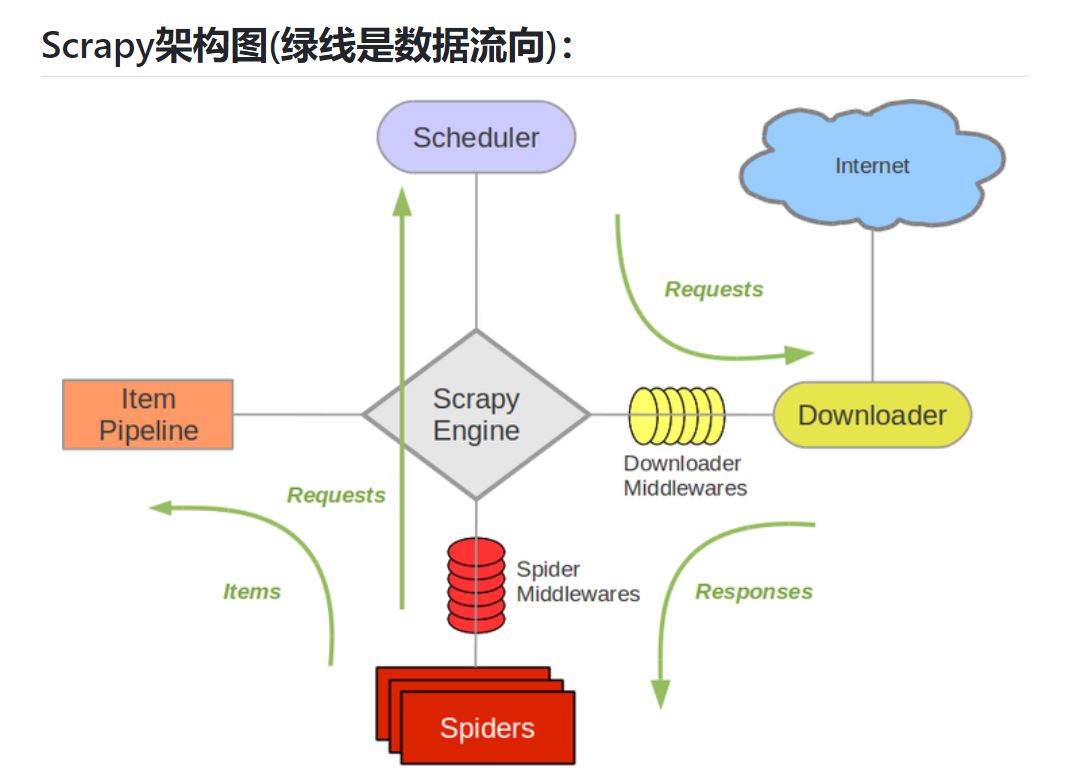 Scrapy架构图(绿线是数据流向)：
Scheduler
Internet
Requests
Item
Pipeline
Scrapy
Engine
Downloader
Downloader
Middlewares
Requests
Items
Spider
Middlewares
Responses
Spiders